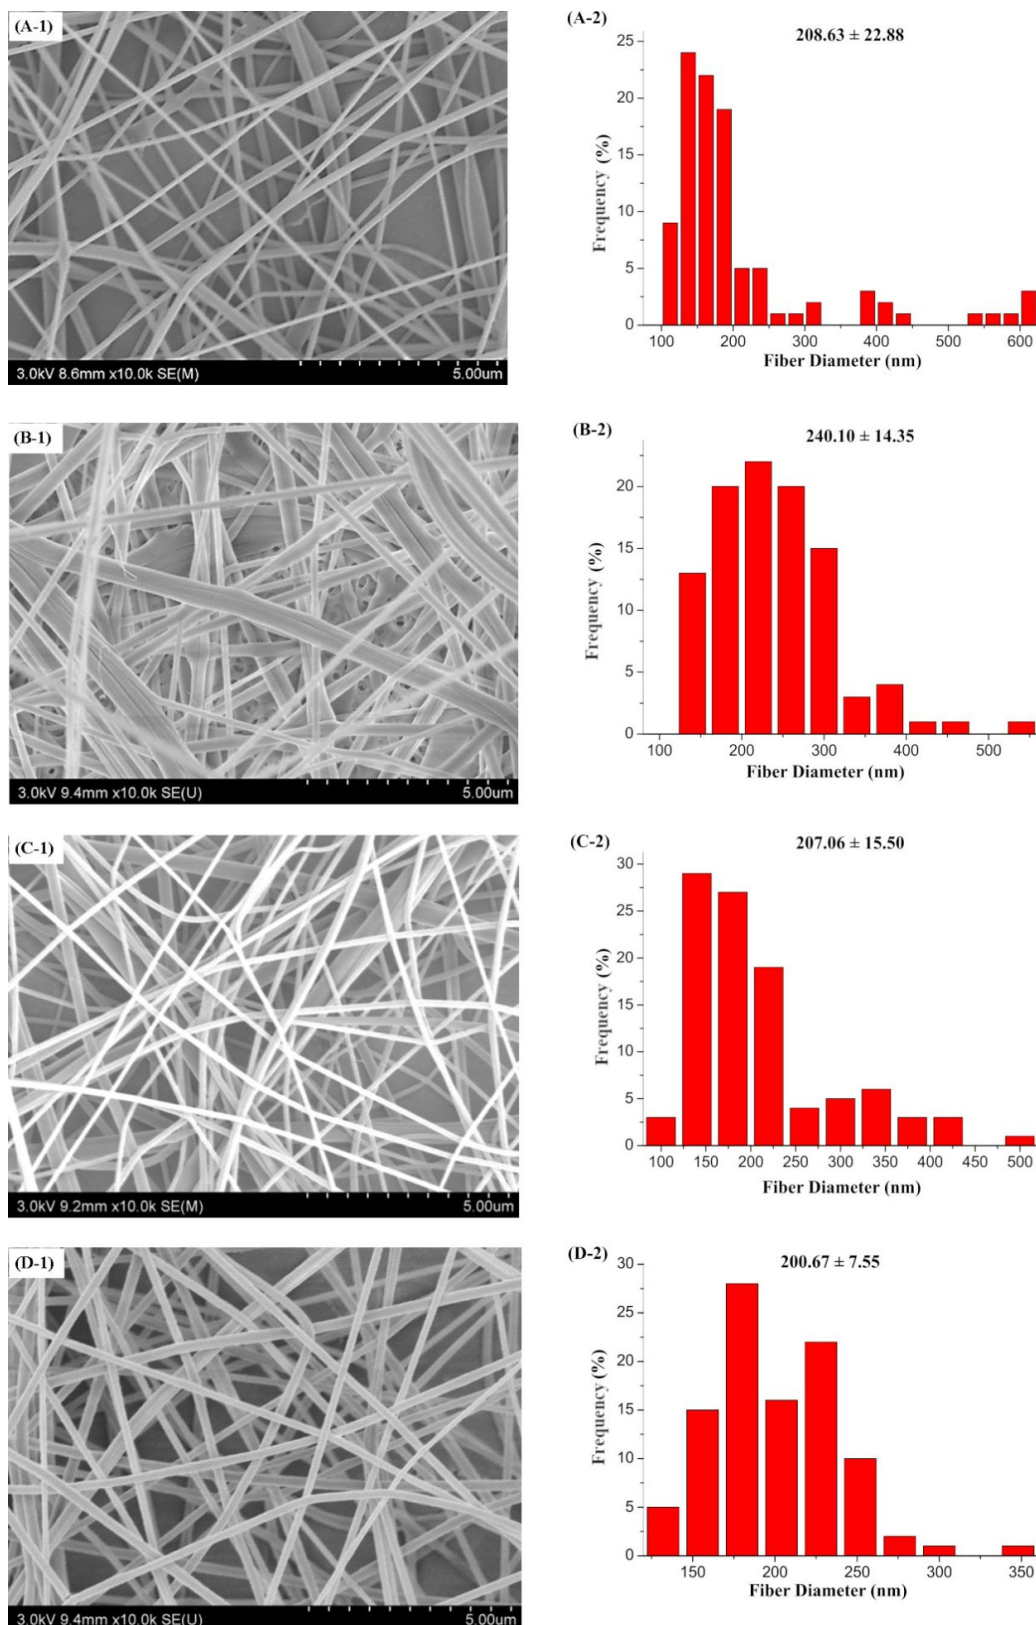 (A-1)
3.0kV 8.6mm x10.0k SE(M)
5.00um
(A-2)
208.63 ± 22.88
25
20
15
10
5
0
Frequency (%)
100 200 300 400 500 600
Fiber Diameter (nm)
(B-1)
3.0kV 9.4mm x10.0k SE(U)
5.00um
(B-2)
240.10 ± 14.35
20
15
10
5
0
Frequency (%)
100 200 300 400 500
Fiber Diameter (nm)
(C-1)
3.0kV 9.2mm x10.0k SE(M)
5.00um
(C-2)
207.06 ± 15.50
30
25
20
15
10
5
0
Frequency (%)
100 150 200 250 300 350 400 450 500
Fiber Diameter (nm)
(D-1)
3.0kV 9.4mm x10.0k SE(U)
5.00um
(D-2)
200.67 ± 7.55
30
25
20
15
10
5
0
Frequency (%)
150 200 250 300 350
Fiber Diameter (nm)